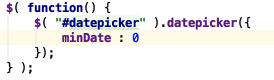 $( function() {
    $( "#datepicker" ).datepicker({
        minDate : 0
    });
} );